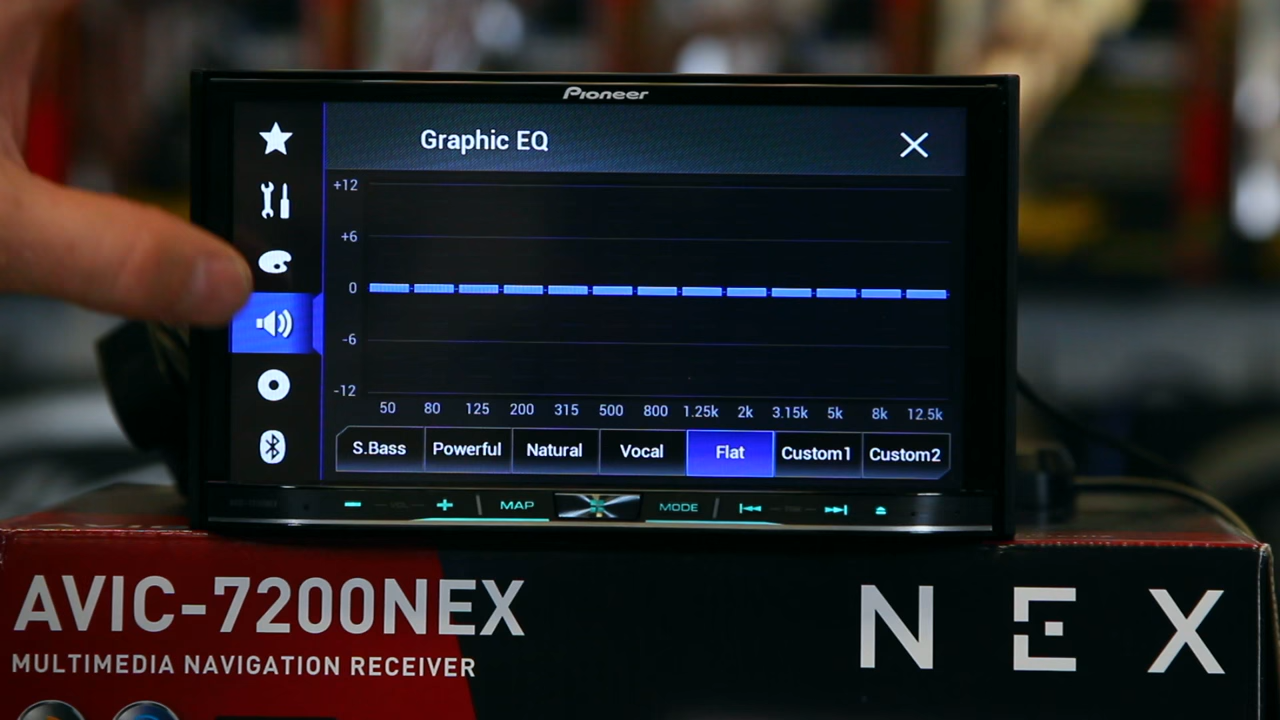 Pioneer
Graphic EQ
+12
+6
0
-6
-12
50 80 125 200 315 500 800 1.25k 2k 3.15k 5k 8k 12.5k
S.Bass Powerful Natural Vocal Flat Custom1 Custom2
MAP MODE
AVIC-7200NEX
MULTIMEDIA NAVIGATION RECEIVER
NEX